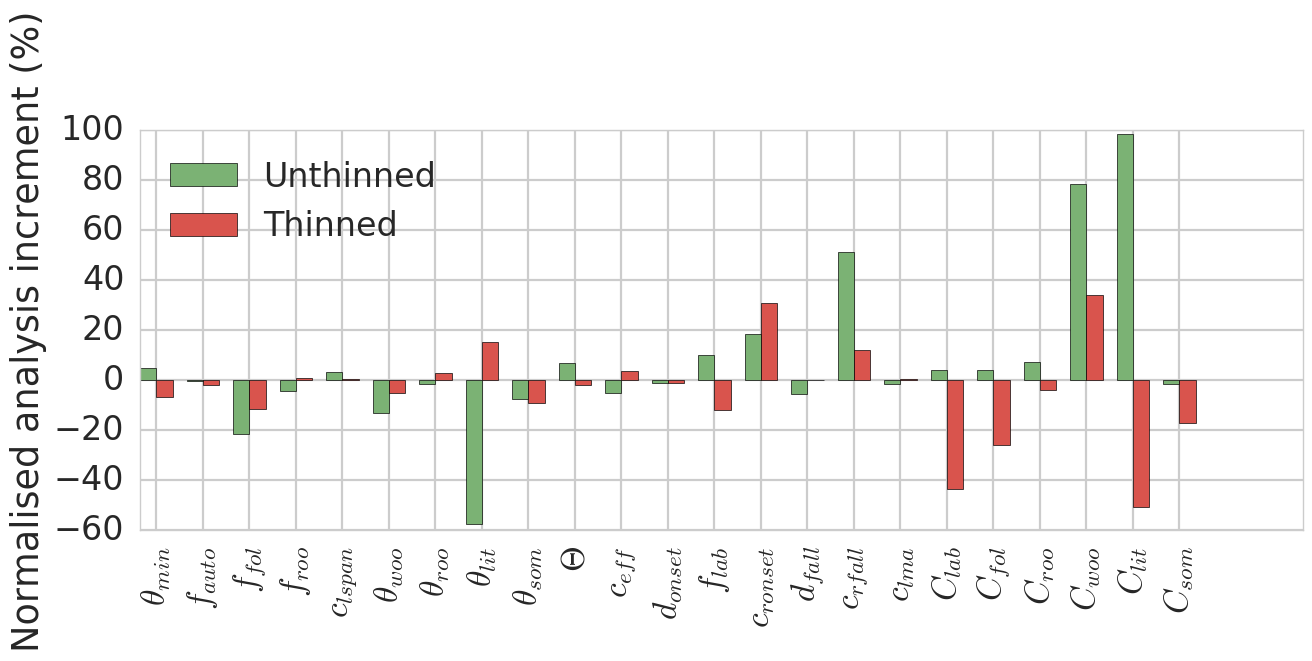 Normalised analysis increment (%)
100
80
60
40
20
0
−20
−40
−60
Unthinned
Thinned
θmin
fauto
ffol
froo
clspan
θwoo
θroo
θlit
θsom
Θ
ceff
donset
flab
cronset
dfall
crfall
clma
Clab
Cfol
Croo
Cwoo
Clit
Csom